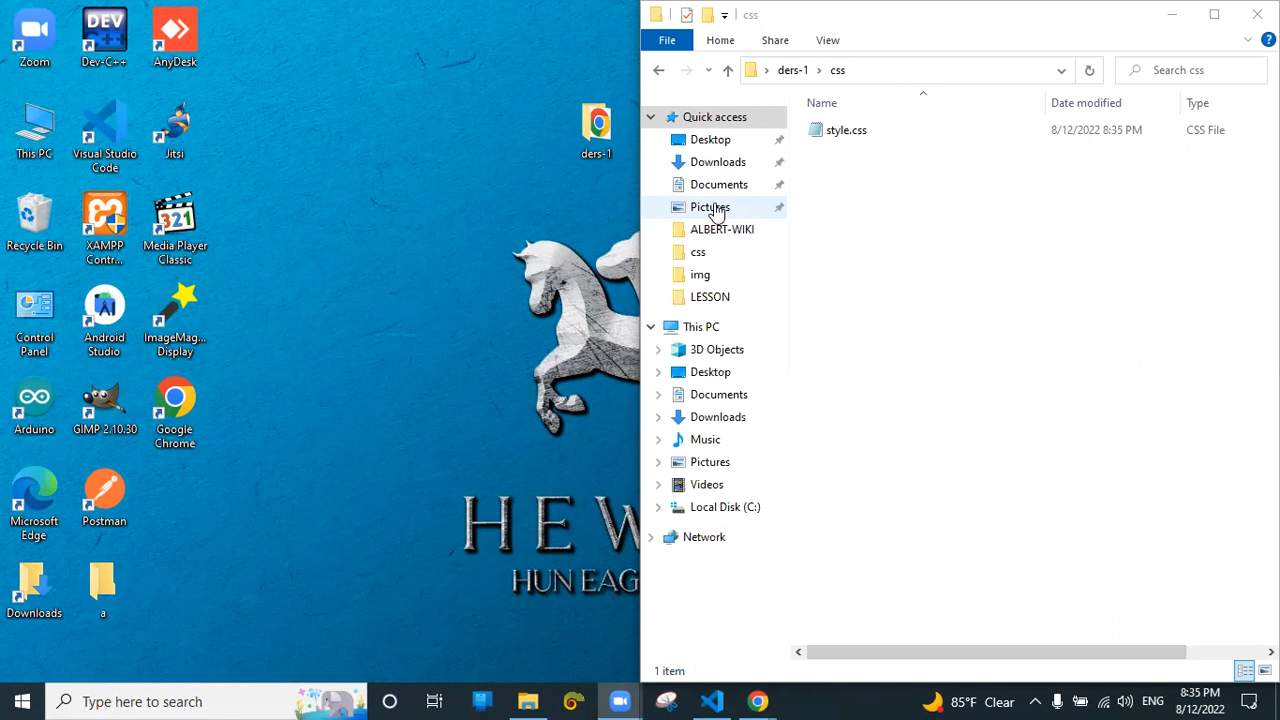 Zoom
Dev-C++
AnyDesk
This PC
Visual Studio
Code
Jitsi
Recycle Bin
XAMPP
Contr...
Media Player
Classic
Control
Panel
Android
Studio
ImageMag...
Display
Arduino
GIMP 2.10.30
Google
Chrome
Microsoft
Edge
Postman
Downloads
a
DEV
C++
321
ders-1
H E W
HUN EAG
css
File
Home
Share
View
ders-1
css
Search css
Quick access
Desktop
Downloads
Documents
Pictures
ALBERT-WIKI
css
img
LESSON
This PC
3D Objects
Desktop
Documents
Downloads
Music
Pictures
Videos
Local Disk (C:)
Network
Name
Date modified
Type
style.css
8/12/2022 8:35 PM
CSS File
1 item
Type here to search
85°F Clear
ENG
8:35 PM
8/12/2022